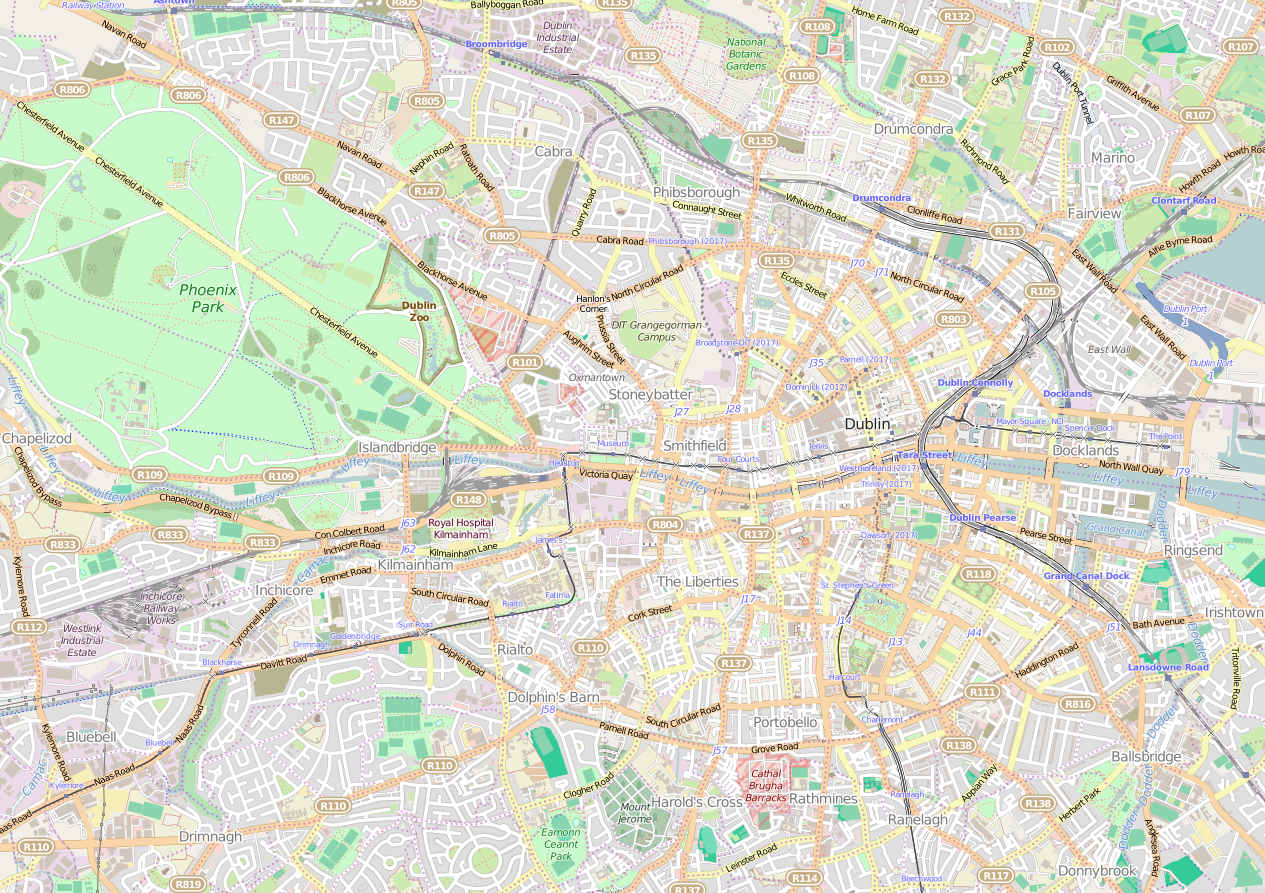 Railway Station
Ashtown
R805
Ballyboggan Road
R135
Home Farm Road
R132
Navan Road
Broombridge
Dublin
Industrial
Estate
R108
R102
R107
National
Botanic
Gardens
R135
Grace Park Road
R108
R132
Dublin Port Tunnel
Griffith Avenue
R806
R806
R805
R107
Chesterfield Avenue
R147
Drumcondra
R135
Navan Road
Nephin Road
Ratoath Road
Cabra
Richmond Road
Marino
Howth Road
Howth Road
Chesterfield Avenue
R806
R147
Blackhorse Avenue
Quarry Road
Phibsborough
Connaught Street
Whitworth Road
Drumcondra
Clonliffe Road
Fairview
Clontarf Road
R805
Cabra Road
Phibsborough (2017)
R131
Alfie Byrne Road
R135
J70
J71
East Wall Road
Blackhorse Avenue
North Circular Road
Eccles Street
North Circular Road
R105
Phoenix
Park
Dublin
Zoo
Hanlon's
Corner
Prussia Street
R803
Dublin Port
1
Chesterfield Avenue
DIT Grangegorman
Campus
Broadstone-DIT (2017)
East Wall
East Wall Road
Aughrim Street
R101
J35
Parnell (2017)
Dublin Port
1
Liffey
Oxmantown
Stoneybatter
Dominick (2017)
Dublin Connolly
Docklands
J27
J28
Dublin
Mayor Square - NCI
Spencer Dock
The Point
Chapelizod
Islandbridge
Museum
Smithfield
Jervis
Docklands
Heuston
Four Courts
Tara Street
Liffey
North Wall Quay
Liffey
R109
R109
Liffey
Victoria Quay
Liffey
Liffey
Westmoreland (2017)
Trinity (2017)
J79
Liffey
Chapelizod Bypass
Liffey
Liffey
Chapelizod Bypass
R148
Dublin Pearse
Grand Canal
Dodder
J63
Royal Hospital
Kilmainham
R804
R137
Dawson (2017)
Pearse Street
R833
R833
R833
Con Colbert Road
Inchicore Road
J62
Kilmainham Lane
James's
Ringsend
Camac
Emmet Road
Kilmainham
Kylemore Road
The Liberties
St. Stephen's Green
R118
Grand Canal Dock
Inchicore
Railway
Works
Inchicore
South Circular Road
Rialto
Fatima
J17
Irishtown
Cork Street
R112
Westlink
Industrial
Estate
Tyrconnell Road
Suir Road
Goldenbridge
Drimnagh
J14
J13
J44
J51
Bath Avenue
Dodder
Blackhorse
Davitt Road
Dolphin Road
Rialto
R110
R137
Haddington Road
Lansdowne Road
Tritonville Road
Harcourt
Dolphin's Barn
J58
R111
R816
Naas Road
Bluebell
Bluebell
Parnell Road
South Circular Road
Portobello
Charlemont
Dodder
J57
Grove Road
R138
Ballsbridge
Kylemore Road
Naas Road
Camac
Kylemore
R110
Clogher Road
Cathal
Brugha
Barracks
Appian Way
Dodder
R110
Mount
Jerome
Harold's Cross
Rathmines
Ranelagh
R138
Herbert Park
Naas Road
Drimnagh
Ranelagh
Dodder
Anglesea Road
R110
Eamonn
Ceannt
Park
Leinster Road
Donnybrook
R819
R137
R114
Beechwood
R117